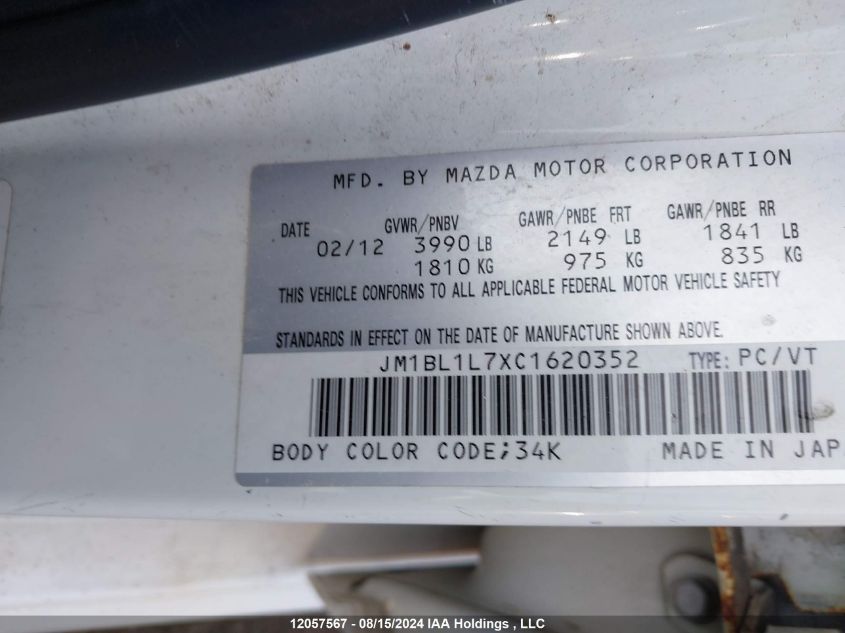 MFD. BY MAZDA MOTOR CORPORATION
DATE GVWR/PNBV GAWR/PNBE FRT GAWR/PNBE RR
02/12 3990 LB 2149 LB 1841 LB
1810 KG 975 KG 835 KG
THIS VEHICLE CONFORMS TO ALL APPLICABLE FEDERAL MOTOR VEHICLE SAFETY
STANDARDS IN EFFECT ON THE DATE OF MANUFACTURE SHOWN ABOVE.
JM1BL1L7XC1620352 TYPE: PC/VT
BODY COLOR CODE;34K MADE IN JAP
12057567 - 08/15/2024 IAA Holdings , LLC